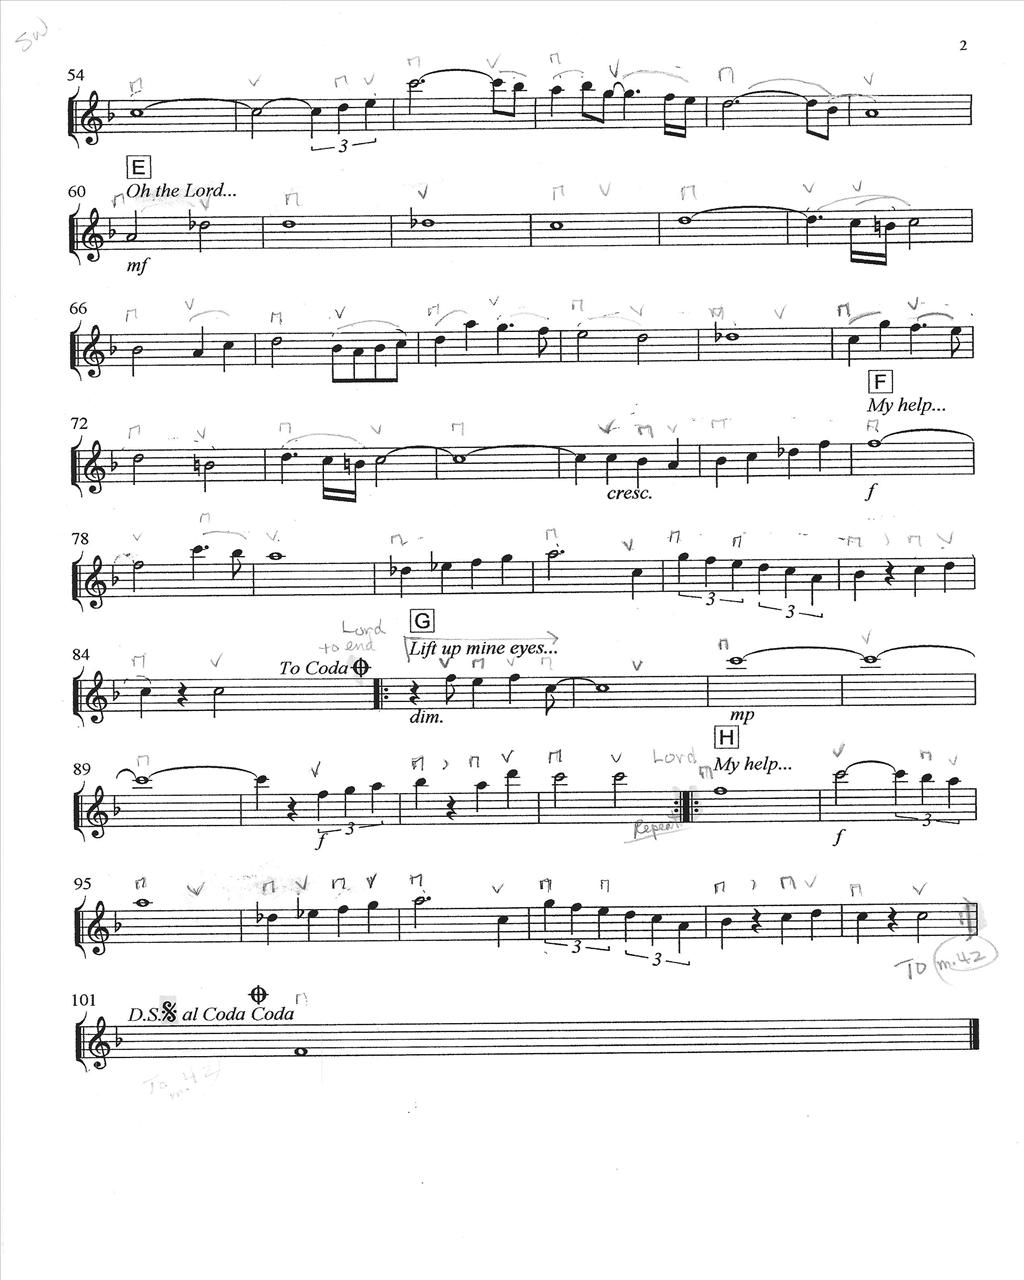 SW
2
54
3
E
60
Oh the Lord...
mf
66
F
My help...
72
cresc.
f
78
3
3
Lord
to end
G
84
To Coda
Lift up mine eyes...
dim.
mp
H
89
Lord
My help...
3
f
Repeat
f
3
95
3
3
TO m.42
101
D.S. al Coda Coda
To
m. 42